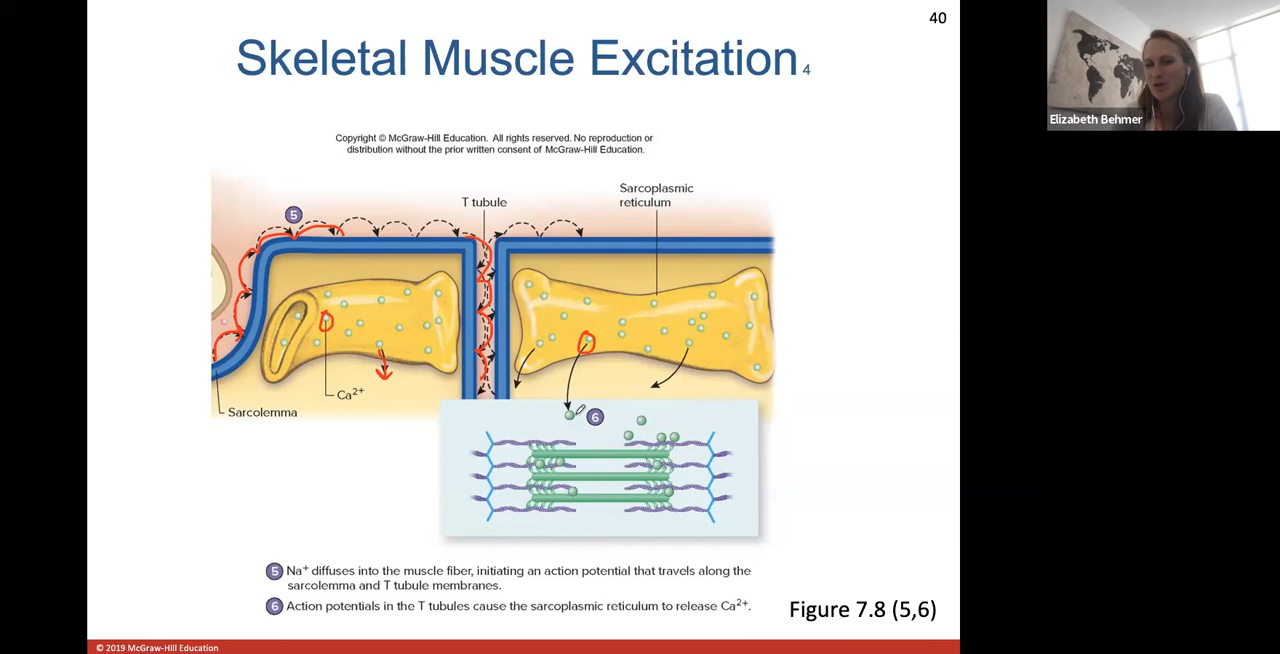 40
Skeletal Muscle Excitation 4
Elizabeth Behmer
Copyright © McGraw-Hill Education. All rights reserved. No reproduction or
distribution without the prior written consent of McGraw-Hill Education.
5
T tubule
Sarcoplasmic
reticulum
Ca2+
Sarcolemma
6
5 Na+ diffuses into the muscle fiber, initiating an action potential that travels along the
sarcolemma and T tubule membranes.
6 Action potentials in the T tubules cause the sarcoplasmic reticulum to release Ca2+.
Figure 7.8 (5,6)
© 2019 McGraw-Hill Education